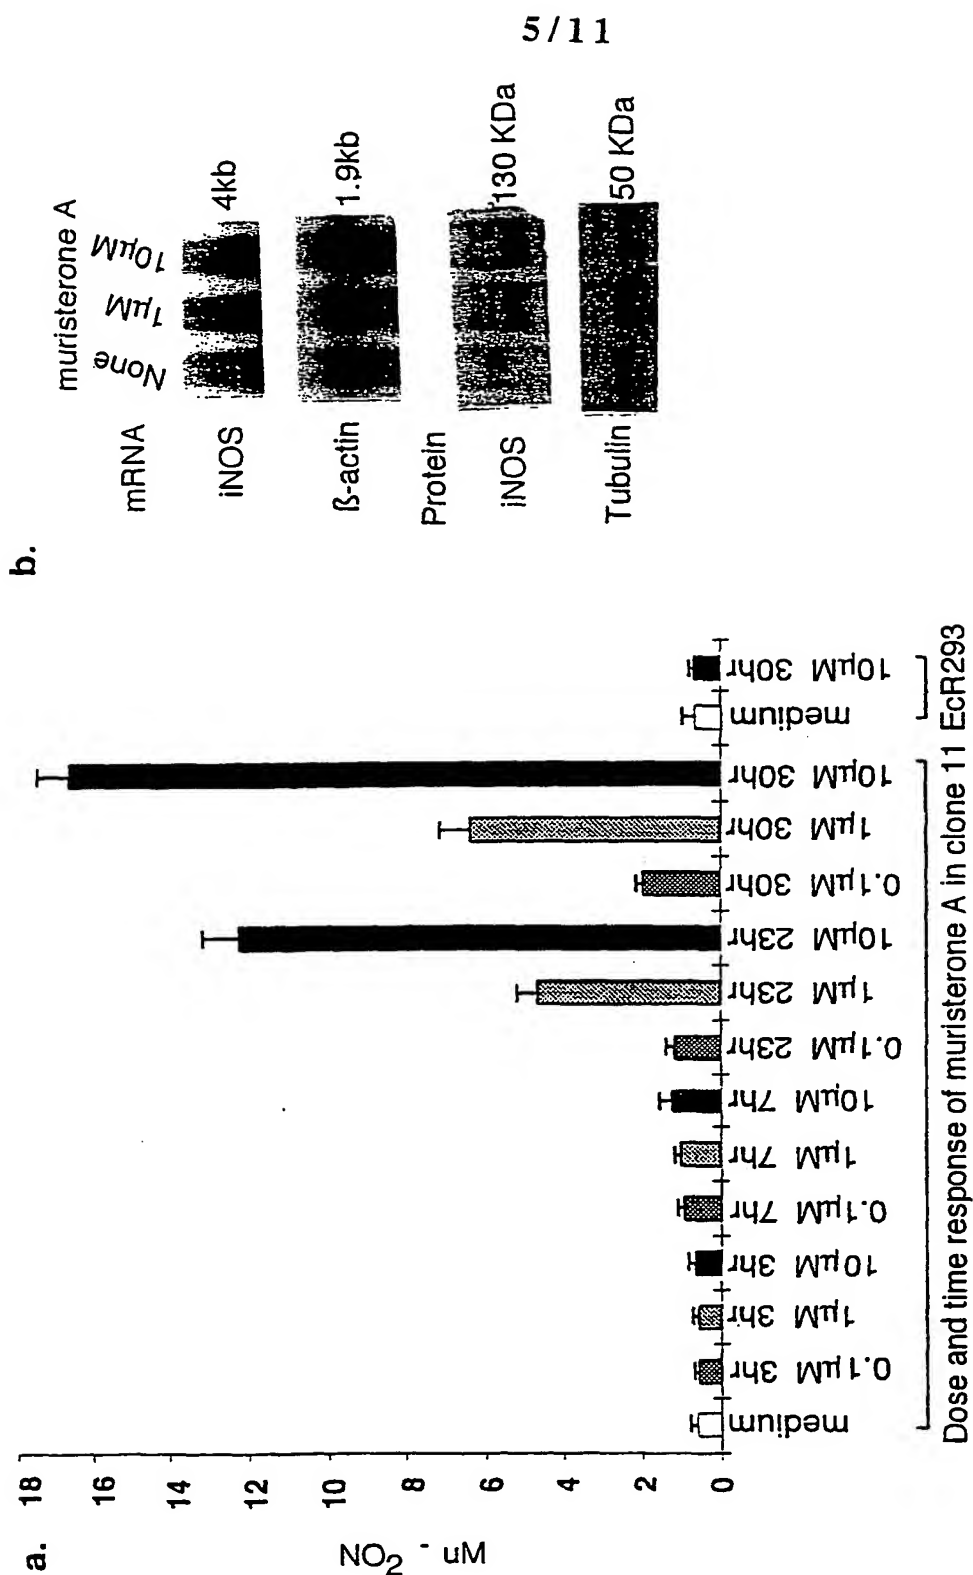 5/11
a.
18
16
14
12
10
8
6
4
2
0
NO2 - uM
medium
0.1µM 3hr
1µM 3hr
10µM 3hr
0.1µM 7hr
1µM 7hr
10µM 7hr
0.1µM 23hr
1µM 23hr
10µM 23hr
0.1µM 30hr
1µM 30hr
10µM 30hr
medium
10µM 30hr
Dose and time response of muristerone A in clone 11 EcR293
b.
muristerone A
mRNA None 1µM 10µM
iNOS 4kb
ß-actin 1.9kb
Protein
iNOS 130 KDa
Tubulin 50 KDa